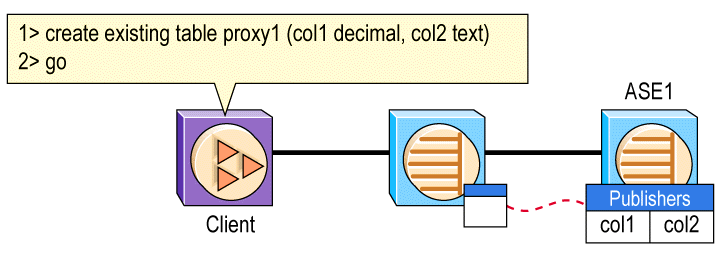 1> create existing table proxy1 (col1 decimal, col2 text)
2> go
ASE1
Publishers
col1 col2
Client